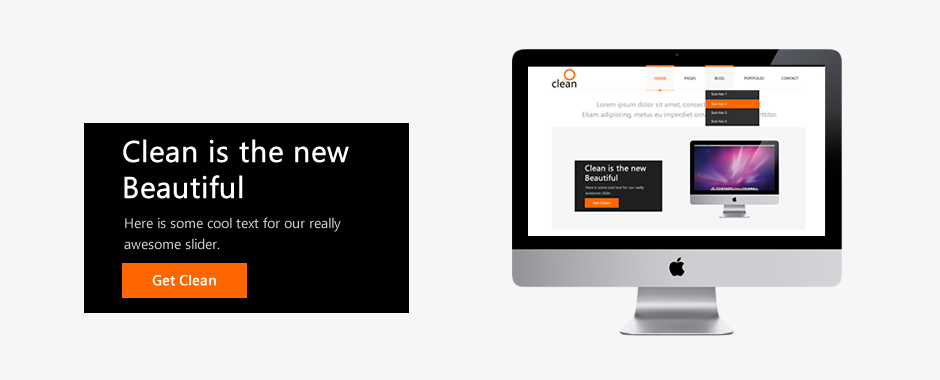 Clean is the new
Beautiful
Here is some cool text for our really
awesome slider.
Get Clean
clean
HOME
PAGES
BLOG
PORTFOLIO
CONTACT
Sub-Nav 1
Sub-Nav 2
Sub-Nav 3
Sub-Nav 4
Lorem ipsum dolor sit amet, consect
Etiam adipiscing, metus eu imperdiet orn
rttitor.
Clean is the new
Beautiful
Here is some cool text for our really
awesome slider.
Get Clean